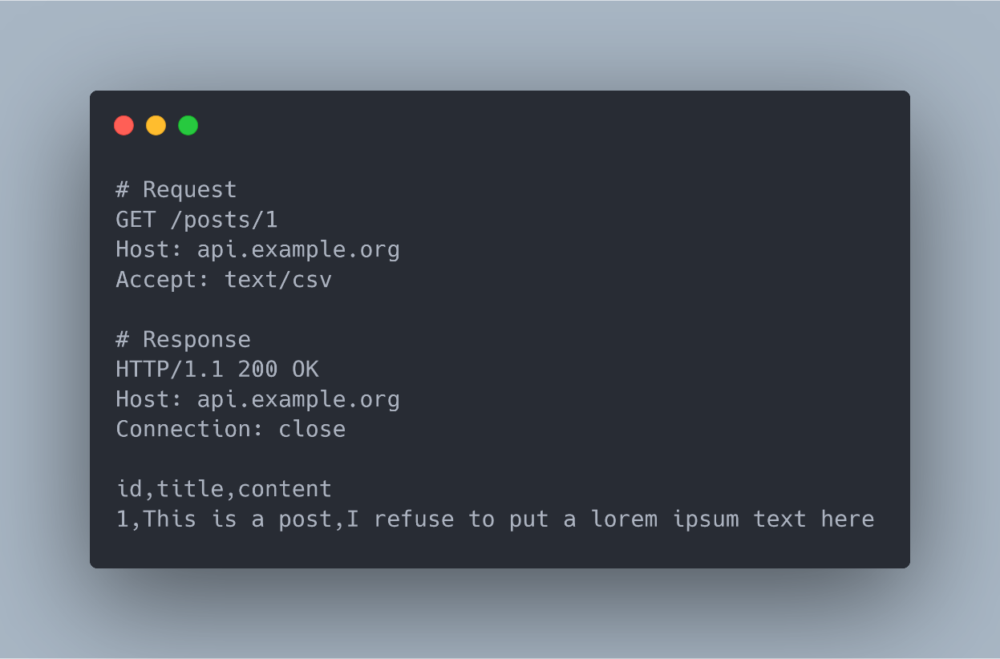 # Request
GET /posts/1
Host: api.example.org
Accept: text/csv
# Response
HTTP/1.1 200 OK
Host: api.example.org
Connection: close
id,title,content
1,This is a post,I refuse to put a lorem ipsum text here